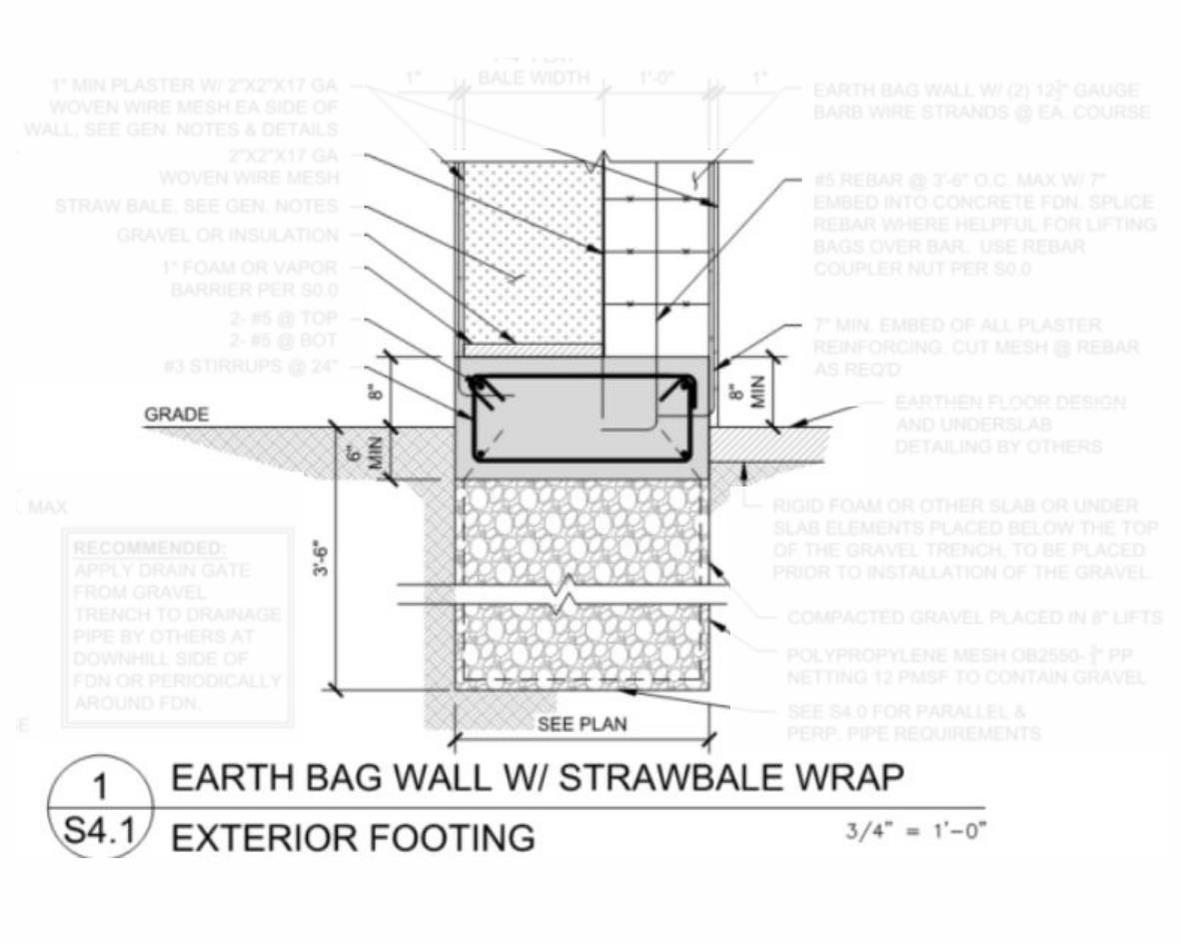 1"
BALE WIDTH
1'-0"
1"
1" MIN PLASTER W/ 2"X2"X17 GA
WOVEN WIRE MESH EA SIDE OF
WALL, SEE GEN. NOTES & DETAILS
2"X2"X17 GA
WOVEN WIRE MESH
STRAW BALE, SEE GEN. NOTES
GRAVEL OR INSULATION
1" FOAM OR VAPOR
BARRIER PER S0.0
2- #5 @ TOP
2- #5 @ BOT
#3 STIRRUPS @ 24"
EARTH BAG WALL W/ (2) 12½" GAUGE
BARB WIRE STRANDS @ EA. COURSE
#5 REBAR @ 3'-6" O.C. MAX W/ 7"
EMBED INTO CONCRETE FDN. SPLICE
REBAR WHERE HELPFUL FOR LIFTING
BAGS OVER BAR. USE REBAR
COUPLER NUT PER S0.0
7" MIN. EMBED OF ALL PLASTER
REINFORCING. CUT MESH @ REBAR
AS REQ'D
8"
8"
MIN
GRADE
6"
MIN
3'-6"
EARTHEN FLOOR DESIGN
AND UNDERSLAB
DETAILING BY OTHERS
MAX
RECOMMENDED:
APPLY DRAIN GATE
FROM GRAVEL
TRENCH TO DRAINAGE
PIPE BY OTHERS AT
DOWNHILL SIDE OF
FDN OR PERIODICALLY
AROUND FDN.
RIGID FOAM OR OTHER SLAB OR UNDER
SLAB ELEMENTS PLACED BELOW THE TOP
OF THE GRAVEL TRENCH, TO BE PLACED
PRIOR TO INSTALLATION OF THE GRAVEL.
COMPACTED GRAVEL PLACED IN 8" LIFTS
POLYPROPYLENE MESH OB2550- PP
NETTING 12 PMSF TO CONTAIN GRAVEL
SEE S4.0 FOR PARALLEL &
PERP. PIPE REQUIREMENTS
SEE PLAN
1
S4.1
EARTH BAG WALL W/ STRAWBALE WRAP
EXTERIOR FOOTING
3/4" = 1'-0"